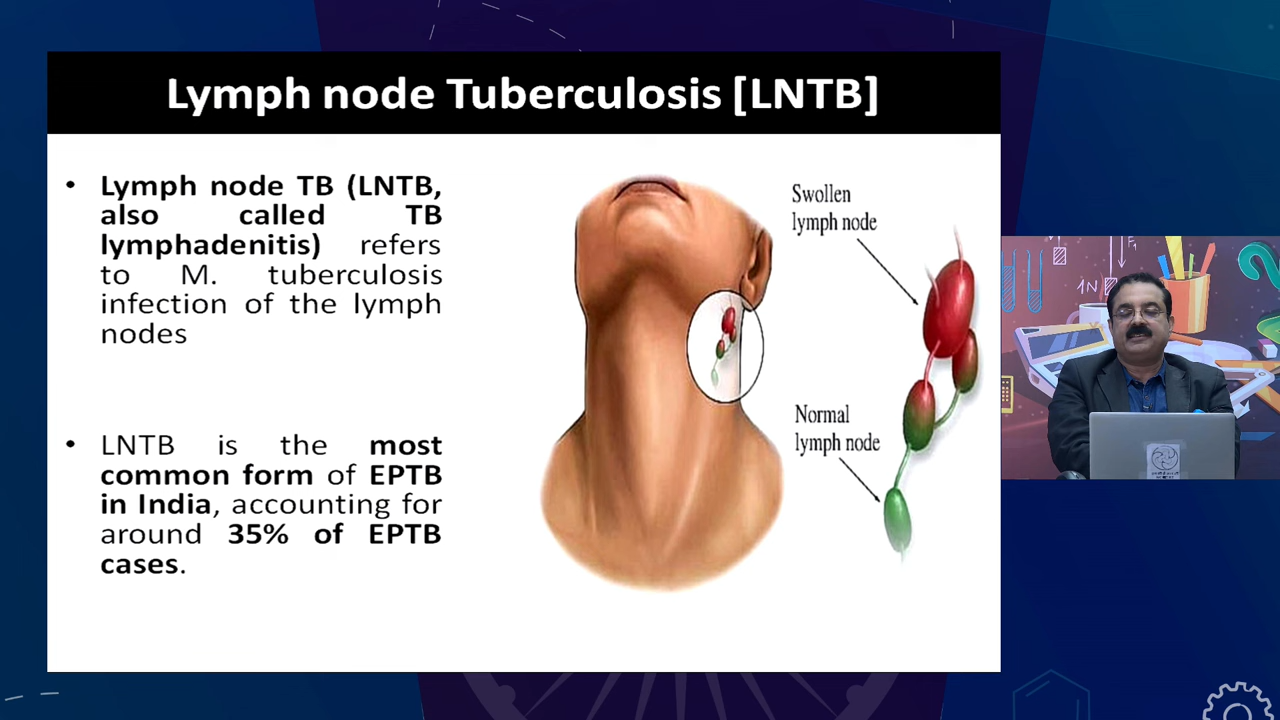 Lymph node Tuberculosis [LNTB]
• Lymph node TB (LNTB,
also called TB
lymphadenitis) refers
to M. tuberculosis
infection of the lymph
nodes
• LNTB is the most
common form of EPTB
in India, accounting for
around 35% of EPTB
cases.
Swollen
lymph node
Normal
lymph node
1N
F